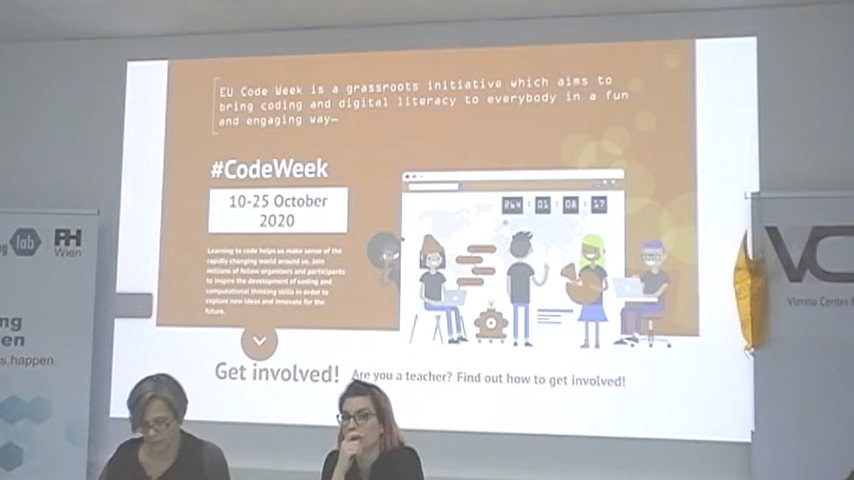 EU Code Week is a grassroots initiative which aims to
bring coding and digital literacy to everybody in a fun
and engaging way—
#CodeWeek
10-25 October
2020
264 : 01 : 08 : 17
Learning to code helps us make sense of the
rapidly changing world around us. Join
millions of fellow organisers and participants
to inspire the development of coding and
computational thinking skills in order to
explore new ideas and innovate for the
future.
Get involved!
Are you a teacher? Find out how to get involved!
g lab
PH
Wien
ng
en
s.happen.
VC
Vienna Center f